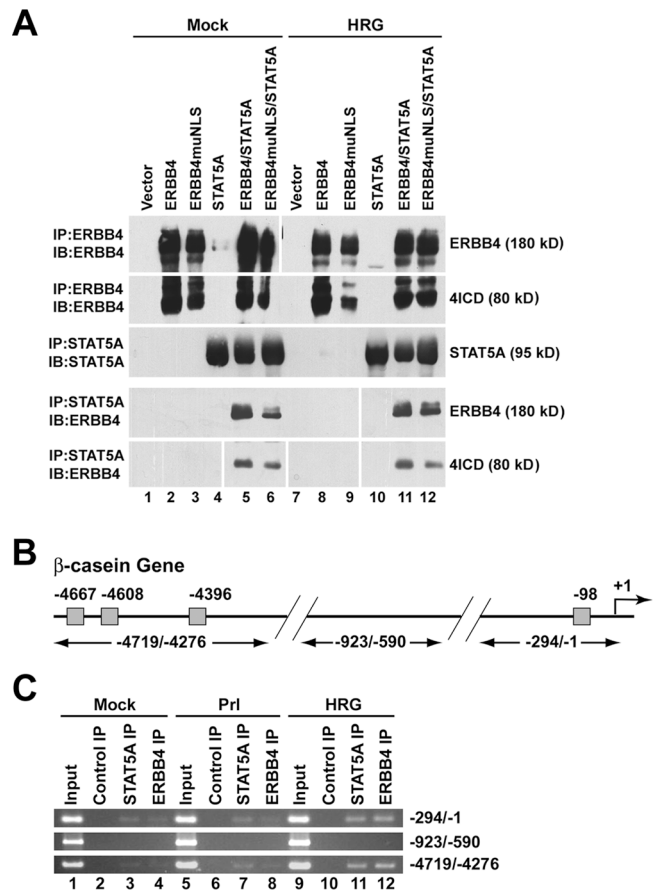 A
Mock HRG
Vector ERBB4 ERBB4muNLS STAT5A ERBB4/STAT5A ERBB4muNLS/STAT5A Vector ERBB4 ERBB4muNLS STAT5A ERBB4/STAT5A ERBB4muNLS/STAT5A
IP:ERBB4
IB:ERBB4
ERBB4 (180 kD)
IP:ERBB4
IB:ERBB4
4ICD (80 kD)
IP:STAT5A
IB:STAT5A
STAT5A (95 kD)
IP:STAT5A
IB:ERBB4
ERBB4 (180 kD)
IP:STAT5A
IB:ERBB4
4ICD (80 kD)
1 2 3 4 5 6 7 8 9 10 11 12
B
β-casein Gene
-4667 -4608 -4396 -98 +1
-4719/-4276 -923/-590 -294/-1
C
Mock Prl HRG
Input Control IP STAT5A IP ERBB4 IP Input Control IP STAT5A IP ERBB4 IP Input Control IP STAT5A IP ERBB4 IP
-294/-1
-923/-590
-4719/-4276
1 2 3 4 5 6 7 8 9 10 11 12